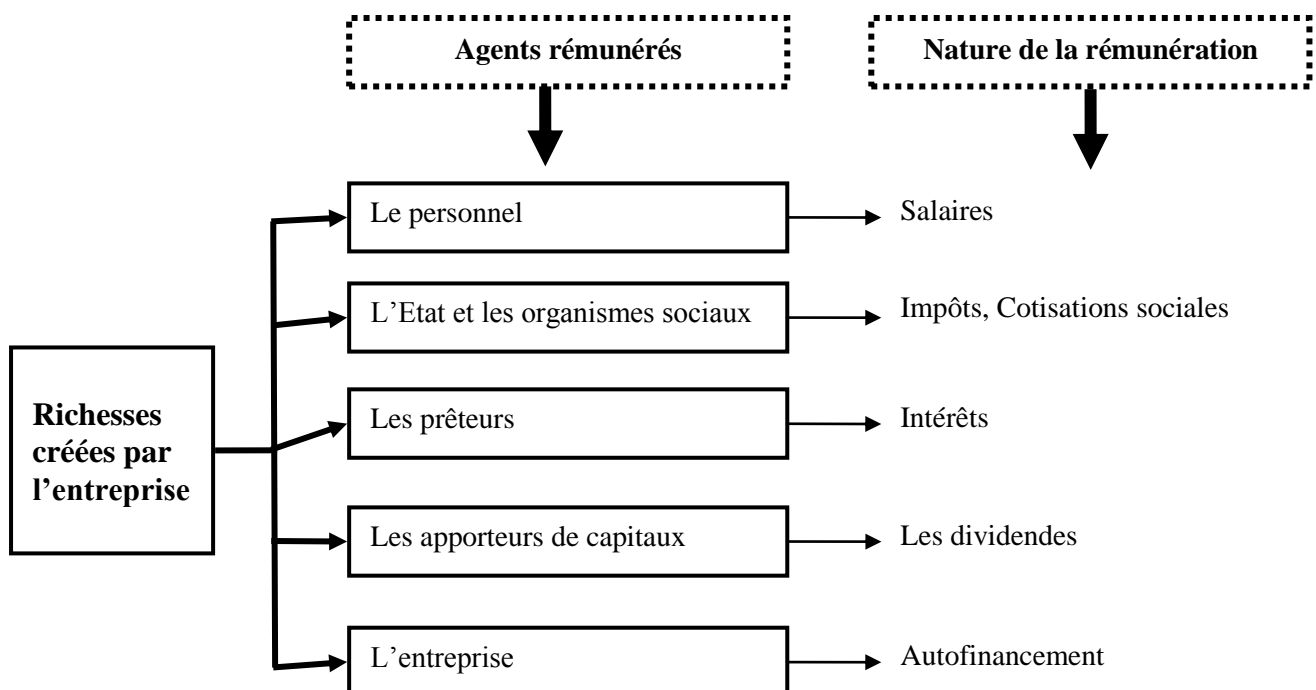 Agents rémunérés
Nature de la rémunération
Le personnel
Salaires
L’Etat et les organismes sociaux
Impôts, Cotisations sociales
Richesses
créées par
l’entreprise
Les prêteurs
Intérêts
Les apporteurs de capitaux
Les dividendes
L’entreprise
Autofinancement